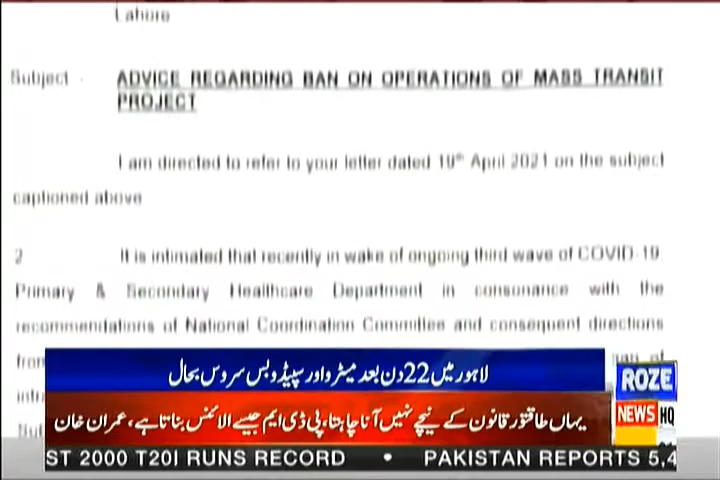 Lahore
Subject ADVICE REGARDING BAN ON OPERATIONS OF MASS TRANSIT
PROJECT
I am directed to refer to your letter dated 19th April 2021 on the subject
captioned above
2 It is intimated that recently in wake of ongoing third wave of COVID-19
Primary & Secondary Healthcare Department in consonance with the
recommendations of National Coordination Committee and consequent directions
لاہور میں 22 دن بعد میٹرو اور سپیڈو بس سروس بحال
ROZE
یہاں طاقتور قانون کے نیچے نہیں آنا چاہتا، پی ڈی ایم جیسے الائنس بناتا ہے، عمران خان
NEWS HQ
ST 2000 T20I RUNS RECORD • PAKISTAN REPORTS 5,4